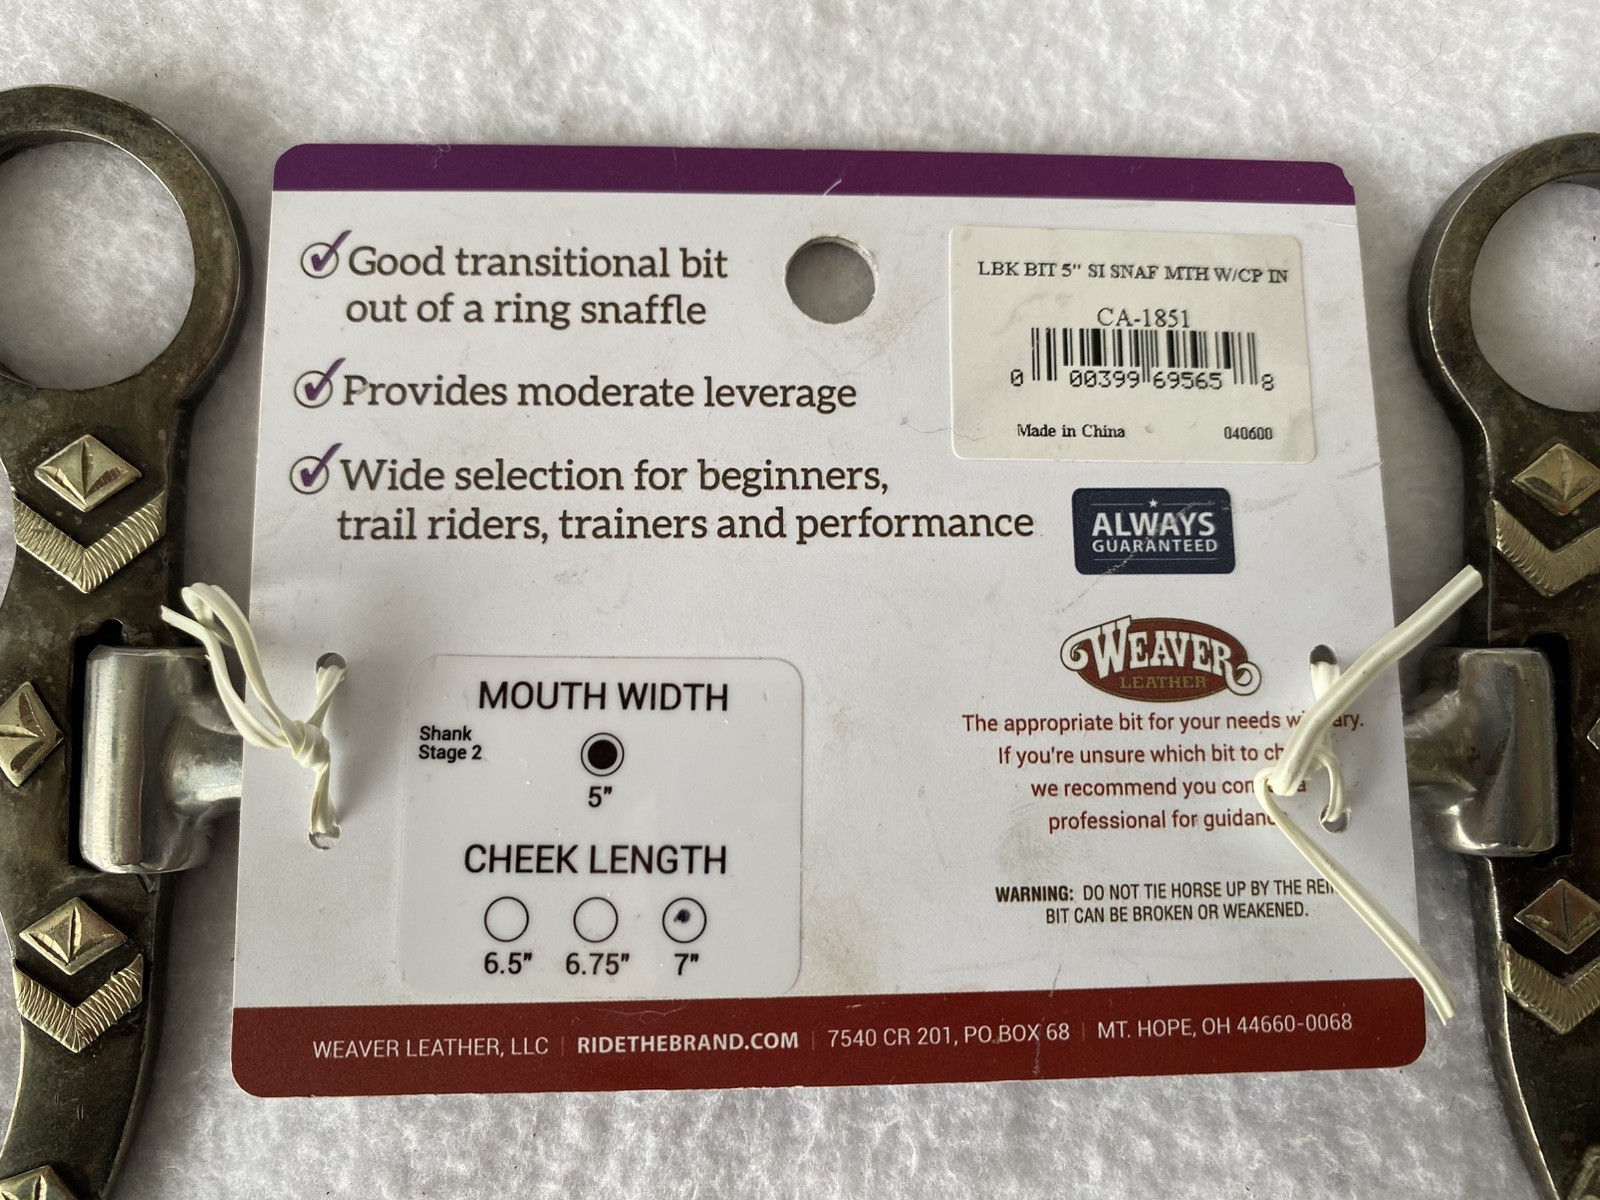 Good transitional bit
out of a ring snaffle
Provides moderate leverage
Wide selection for beginners,
trail riders, trainers and performance
LBK BIT 5" SI SNAF MTH W/CP IN
CA-1851
0 00399 69565 8
Made in China 040600
ALWAYS
GUARANTEED
WEAVER
LEATHER
The appropriate bit for your needs
If you're unsure which bit to
we recommend you
professional for
WARNING: DO NOT TIE HORSE UP BY THE
BIT CAN BE BROKEN OR WEAKENED.
MOUTH WIDTH
Shank
Stage 2
5"
CHEEK LENGTH
6.5" 6.75" 7"
WEAVER LEATHER, LLC | RIDETHEBRAND.COM | 7540 CR 201, PO BOX 68 | MT. HOPE, OH 44660-0068